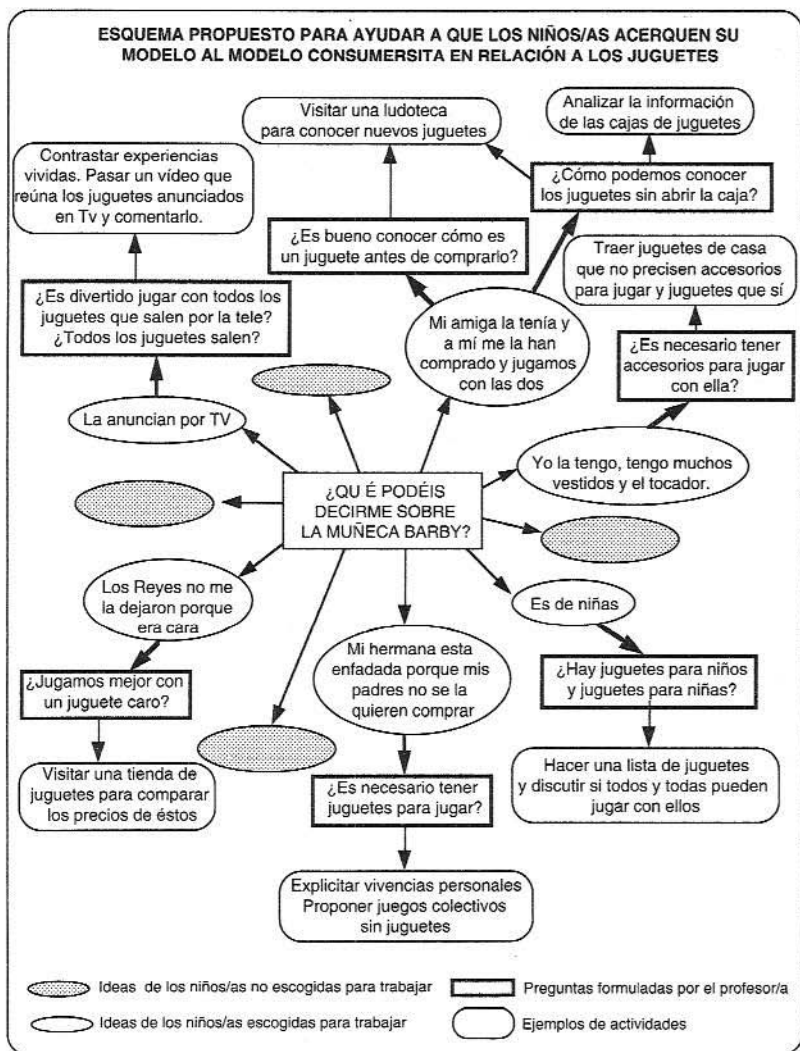 ESQUEMA PROPUESTO PARA AYUDAR A QUE LOS NIÑOS/AS ACERQUEN SU
MODELO AL MODELO CONSUMERSITA EN RELACIÓN A LOS JUGUETES
Visitar una ludoteca
para conocer nuevos juguetes
Analizar la información
de las cajas de juguetes
Contrastar experiencias
vividas. Pasar un vídeo que
reúna los juguetes anunciados
en Tv y comentarlo.
¿Cómo podemos conocer
los juguetes sin abrir la caja?
¿Es bueno conocer cómo es
un juguete antes de comprarlo?
Traer juguetes de casa
que no precisen accesorios
para jugar y juguetes que sí
¿Es divertido jugar con todos los
juguetes que salen por la tele?
¿Todos los juguetes salen?
Mi amiga la tenía y
a mí me la han
comprado y jugamos
con las dos
¿Es necesario tener
accesorios para jugar
con ella?
La anuncian por TV
Yo la tengo, tengo muchos
vestidos y el tocador.
¿QU É PODÉIS
DECIRME SOBRE
LA MUÑECA BARBY?
Los Reyes no me
la dejaron porque
era cara
Es de niñas
Mi hermana esta
enfadada porque mis
padres no se la
quieren comprar
¿Jugamos mejor con
un juguete caro?
¿Hay juguetes para niños
y juguetes para niñas?
Visitar una tienda de
juguetes para comparar
los precios de éstos
¿Es necesario tener
juguetes para jugar?
Hacer una lista de juguetes
y discutir si todos y todas pueden
jugar con ellos
Explicitar vivencias personales
Proponer juegos colectivos
sin juguetes
Ideas de los niños/as no escogidas para trabajar
Preguntas formuladas por el profesor/a
Ideas de los niños/as escogidas para trabajar
Ejemplos de actividades